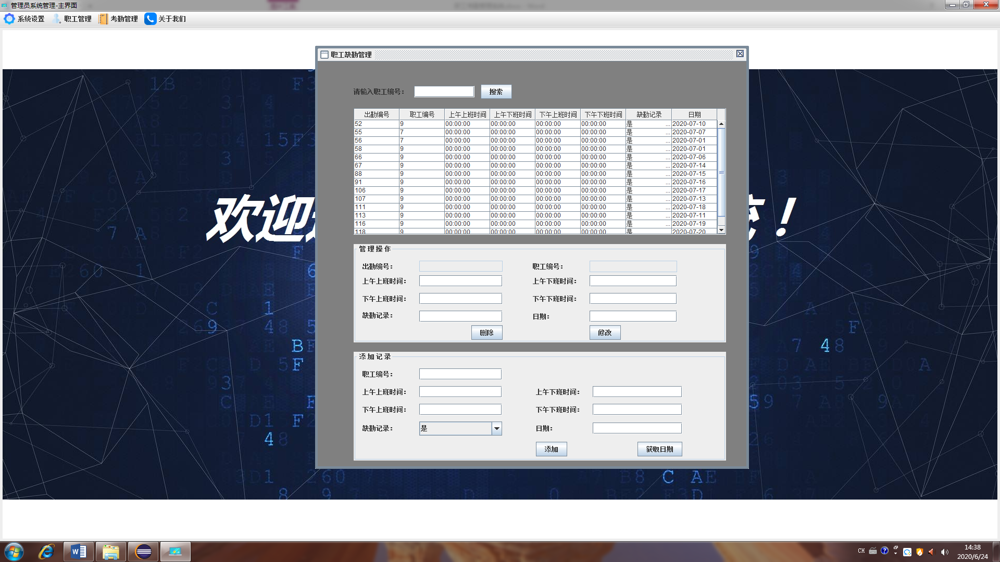 管理员系统管理-主界面
系统设置 职工管理 考勤管理 关于我们
职工缺勤管理
请输入职工编号： 搜索
出勤编号 职工编号 上午上班时间 上午下班时间 下午上班时间 下午下班时间 缺勤记录 日期
52 9 00:00:00 00:00:00 00:00:00 00:00:00 是 ... 2020-07-10
55 7 00:00:00 00:00:00 00:00:00 00:00:00 是 ... 2020-07-07
56 7 00:00:00 00:00:00 00:00:00 00:00:00 是 ... 2020-07-01
58 9 00:00:00 00:00:00 00:00:00 00:00:00 是 ... 2020-07-01
66 9 00:00:00 00:00:00 00:00:00 00:00:00 是 ... 2020-07-06
67 9 00:00:00 00:00:00 00:00:00 00:00:00 是 ... 2020-07-14
88 9 00:00:00 00:00:00 00:00:00 00:00:00 是 ... 2020-07-15
91 9 00:00:00 00:00:00 00:00:00 00:00:00 是 ... 2020-07-16
106 9 00:00:00 00:00:00 00:00:00 00:00:00 是 ... 2020-07-17
107 9 00:00:00 00:00:00 00:00:00 00:00:00 是 ... 2020-07-13
111 9 00:00:00 00:00:00 00:00:00 00:00:00 是 ... 2020-07-18
113 9 00:00:00 00:00:00 00:00:00 00:00:00 是 ... 2020-07-11
116 9 00:00:00 00:00:00 00:00:00 00:00:00 是 ... 2020-07-19
118 9 00:00:00 00:00:00 00:00:00 00:00:00 是 ... 2020-07-20
欢迎 ！
管理操作
出勤编号： 职工编号：
上午上班时间： 上午下班时间：
下午上班时间： 下午下班时间：
缺勤记录： 日期：
删除 修改
添加记录
职工编号：
上午上班时间： 上午下班时间：
下午上班时间： 下午下班时间：
缺勤记录： 是 日期：
添加 获取日期
CH
14:38
2020/6/24